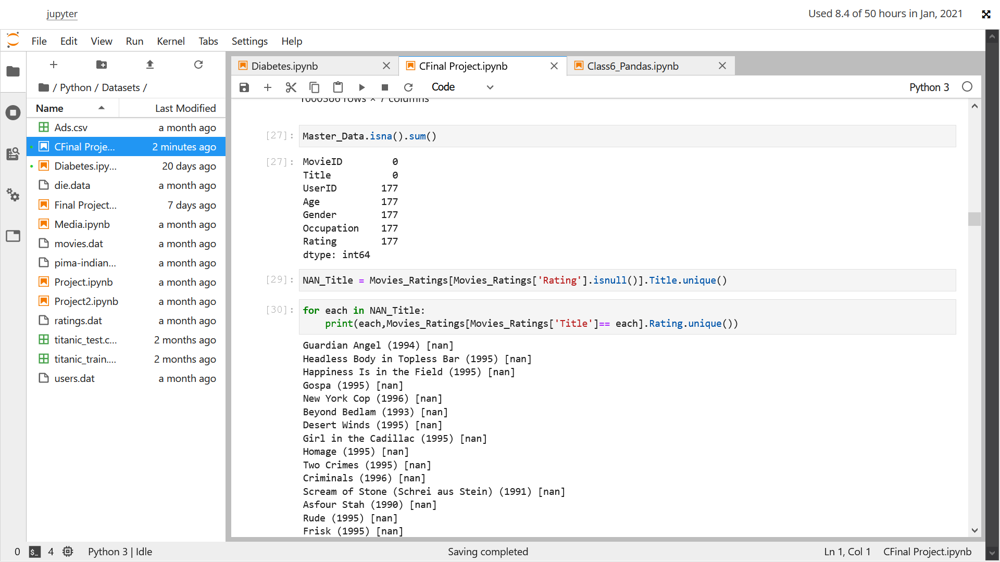 jupyter
Used 8.4 of 50 hours in Jan, 2021
File Edit View Run Kernel Tabs Settings Help
/ Python / Datasets /
Name Last Modified
Ads.csv a month ago
CFinal Proje... 2 minutes ago
Diabetes.ipy... 20 days ago
die.data a month ago
Final Project... 7 days ago
Media.ipynb a month ago
movies.dat a month ago
pima-indian... a month ago
Project.ipynb a month ago
Project2.ipynb a month ago
ratings.dat a month ago
titanic_test.c... 2 months ago
titanic_train.... 2 months ago
users.dat a month ago
Diabetes.ipynb CFinal Project.ipynb Class6_Pandas.ipynb
Code Python 3
1000386 rows × 7 columns
[27]: Master_Data.isna().sum()
[27]: MovieID 0
Title 0
UserID 177
Age 177
Gender 177
Occupation 177
Rating 177
dtype: int64
[29]: NAN_Title = Movies_Ratings[Movies_Ratings['Rating'].isnull()].Title.unique()
[30]: for each in NAN_Title:
print(each,Movies_Ratings[Movies_Ratings['Title']== each].Rating.unique())
Guardian Angel (1994) [nan]
Headless Body in Topless Bar (1995) [nan]
Happiness Is in the Field (1995) [nan]
Gospa (1995) [nan]
New York Cop (1996) [nan]
Beyond Bedlam (1993) [nan]
Desert Winds (1995) [nan]
Girl in the Cadillac (1995) [nan]
Homage (1995) [nan]
Two Crimes (1995) [nan]
Criminals (1996) [nan]
Scream of Stone (Schrei aus Stein) (1991) [nan]
Asfour Stah (1990) [nan]
Rude (1995) [nan]
Frisk (1995) [nan]
0 $_ 4 Python 3 | Idle Saving completed Ln 1, Col 1 CFinal Project.ipynb